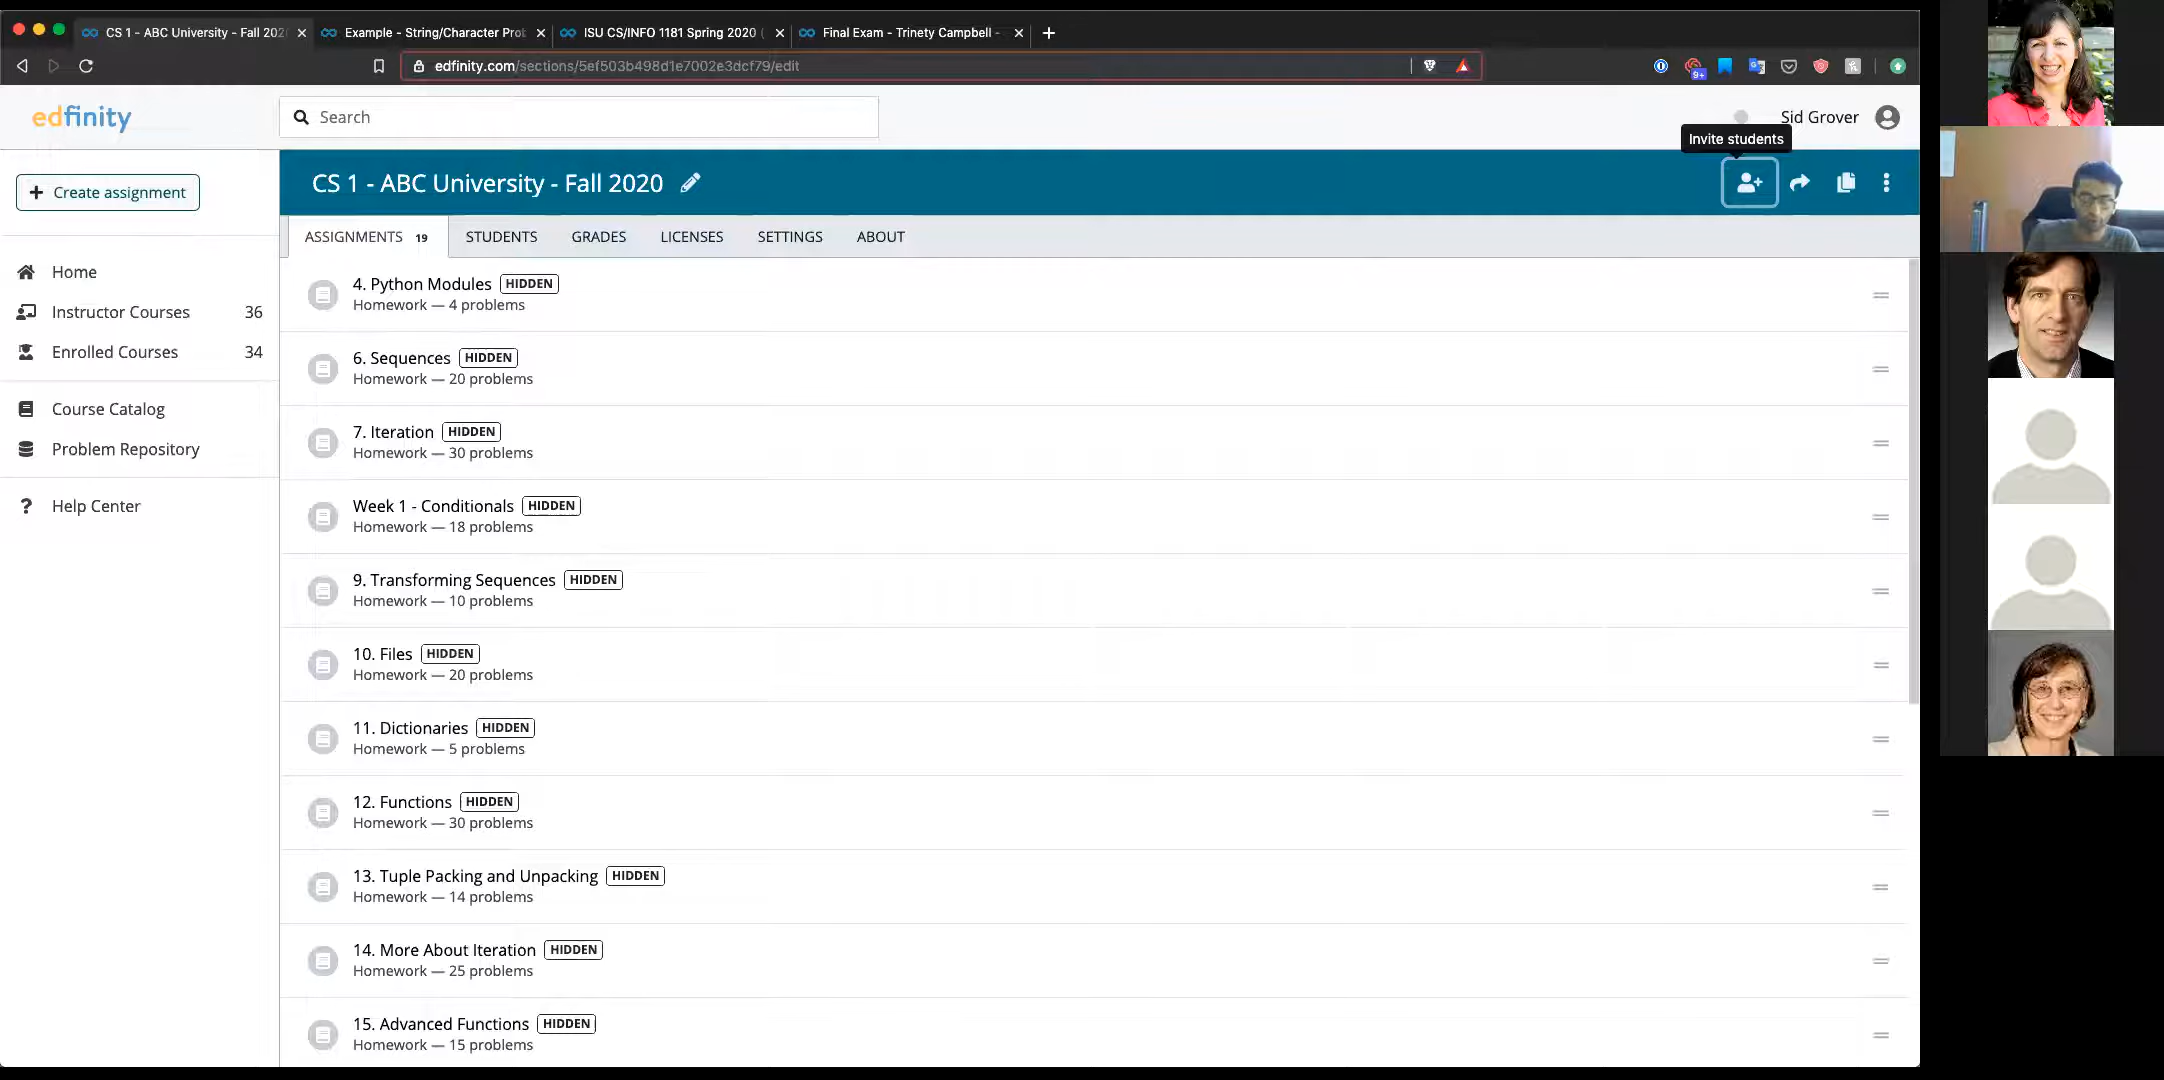 CS 1 - ABC University - Fall 202
Example - String/Character Pro
ISU CS/INFO 1181 Spring 2020 (
Final Exam - Trinety Campbell -
edfinity.com/sections/5ef503b498d1e7002e3dcf79/edit
9+
edfinity
Search
Sid Grover
Invite students
Create assignment
CS 1 - ABC University - Fall 2020
ASSIGNMENTS 19 STUDENTS GRADES LICENSES SETTINGS ABOUT
Home
Instructor Courses 36
Enrolled Courses 34
Course Catalog
Problem Repository
? Help Center
4. Python Modules HIDDEN
Homework — 4 problems
6. Sequences HIDDEN
Homework — 20 problems
7. Iteration HIDDEN
Homework — 30 problems
Week 1 - Conditionals HIDDEN
Homework — 18 problems
9. Transforming Sequences HIDDEN
Homework — 10 problems
10. Files HIDDEN
Homework — 20 problems
11. Dictionaries HIDDEN
Homework — 5 problems
12. Functions HIDDEN
Homework — 30 problems
13. Tuple Packing and Unpacking HIDDEN
Homework — 14 problems
14. More About Iteration HIDDEN
Homework — 25 problems
15. Advanced Functions HIDDEN
Homework — 15 problems